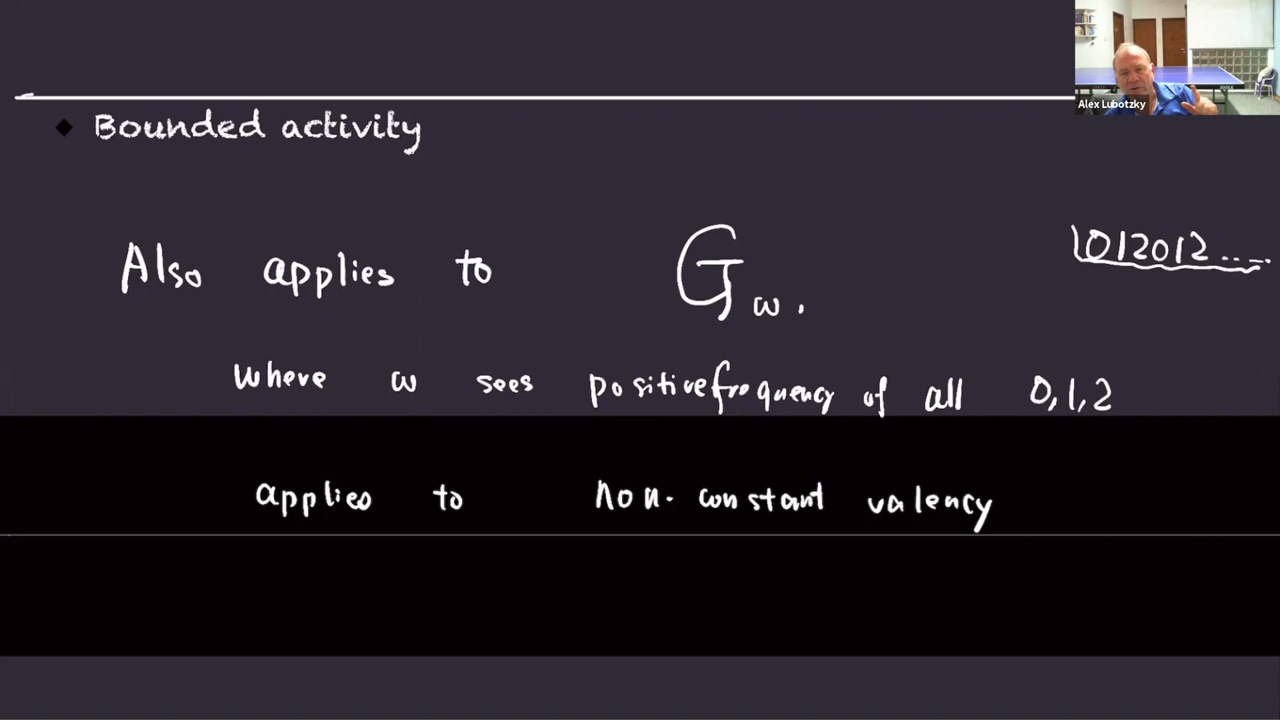 Alex Lubotzky
◆ Bounded activity
Also applies to G_ω.
012012.....
where ω sees positive frequency of all 0,1,2
applies to non-constant valency